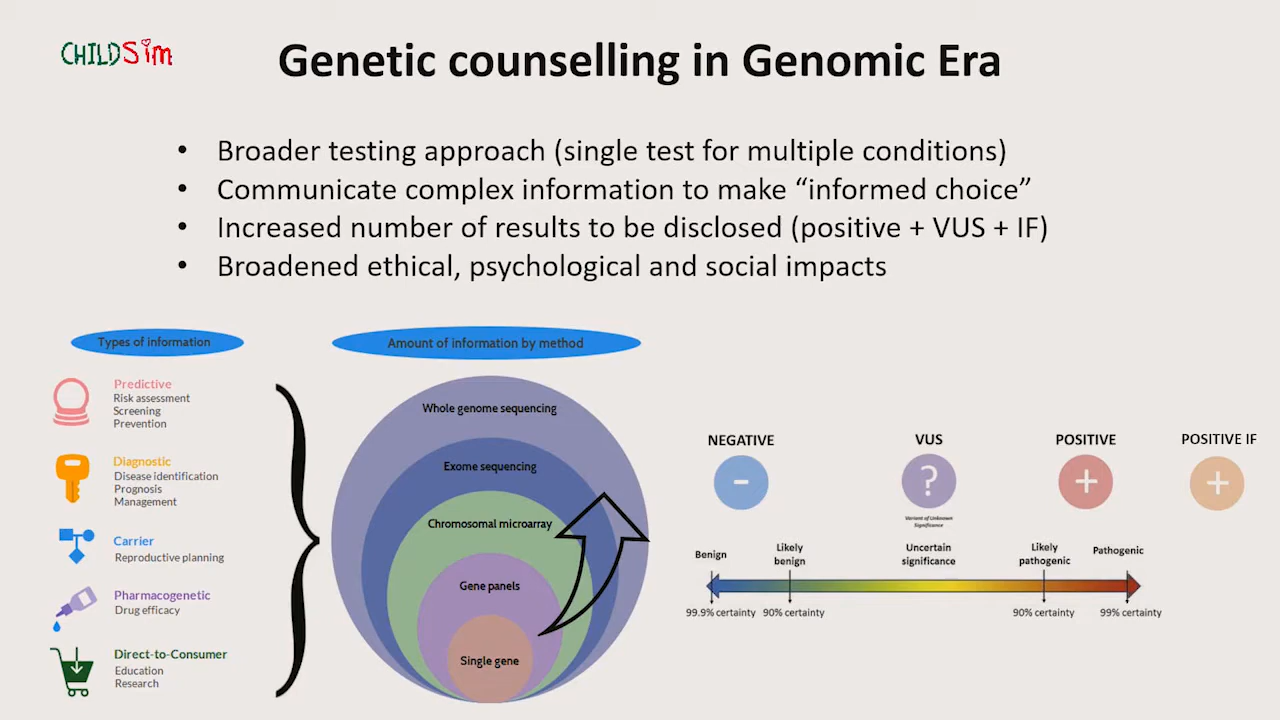 CHILDSim
Genetic counselling in Genomic Era
• Broader testing approach (single test for multiple conditions)
• Communicate complex information to make “informed choice”
• Increased number of results to be disclosed (positive + VUS + IF)
• Broadened ethical, psychological and social impacts
Types of information
Predictive
Risk assessment
Screening
Prevention
Diagnostic
Disease identification
Prognosis
Management
Carrier
Reproductive planning
Pharmacogenetic
Drug efficacy
Direct-to-Consumer
Education
Research
Amount of information by method
Whole genome sequencing
Exome sequencing
Chromosomal microarray
Gene panels
Single gene
NEGATIVE
-
VUS
?
Variant of Unknown
Significance
POSITIVE
+
POSITIVE IF
+
Benign
Likely
benign
Uncertain
significance
Likely
pathogenic
Pathogenic
99.9% certainty
90% certainty
90% certainty
99% certainty